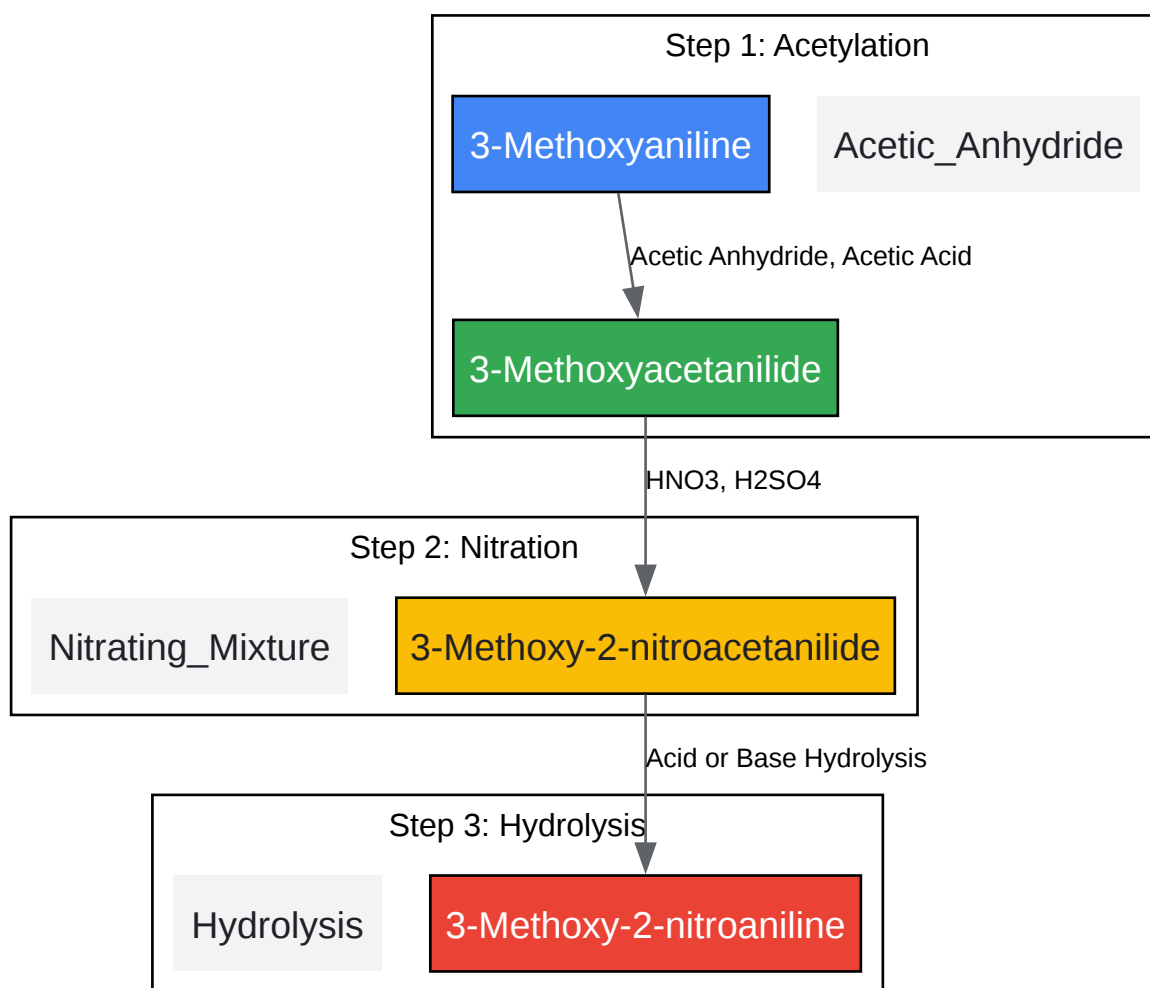 Step 1: Acetylation
3-Methoxyaniline
Acetic_Anhydride
Acetic Anhydride, Acetic Acid
3-Methoxyacetanilide
HNO3, H2SO4
Step 2: Nitration
Nitrating_Mixture
3-Methoxy-2-nitroacetanilide
Acid or Base Hydrolysis
Step 3: Hydrolysis
Hydrolysis
3-Methoxy-2-nitroaniline